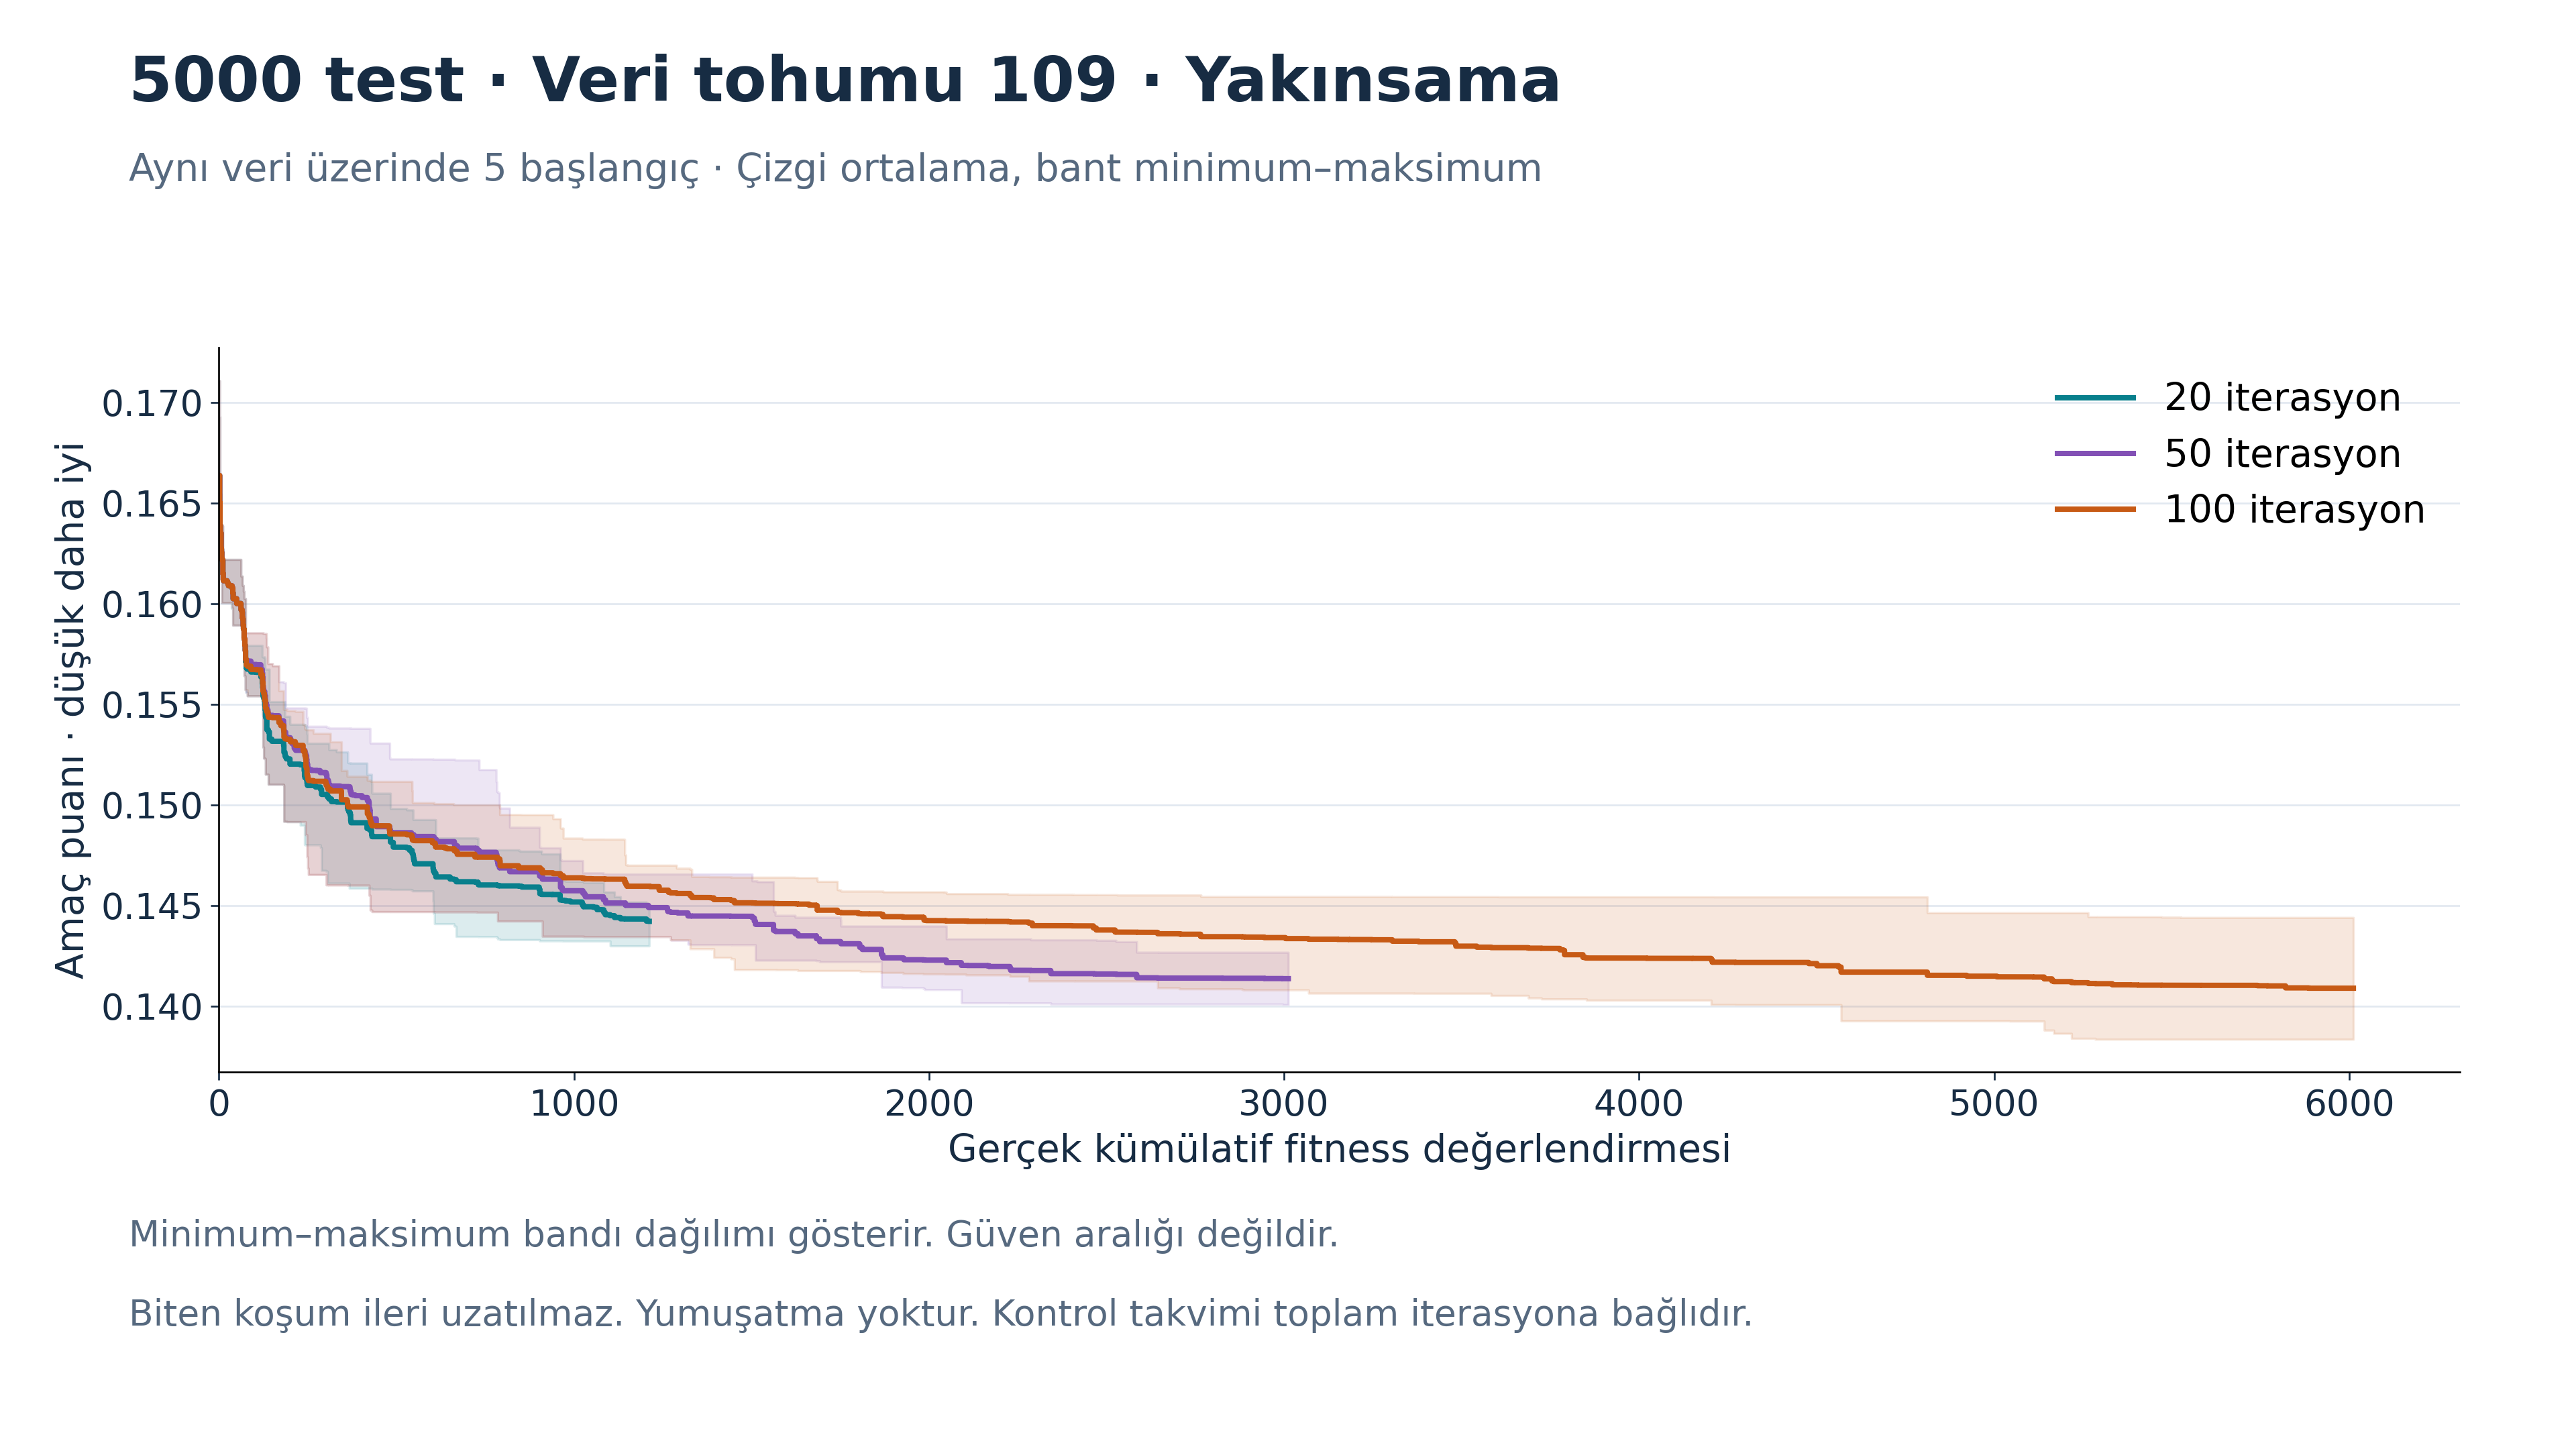 5000 test · Veri tohumu 109 · Yakınsama
Aynı veri üzerinde 5 başlangıç · Çizgi ortalama, bant minimum–maksimum
20 iterasyon
50 iterasyon
100 iterasyon
Amaç puanı · düşük daha iyi
0.170
0.165
0.160
0.155
0.150
0.145
0.140
0 1000 2000 3000 4000 5000 6000
Gerçek kümülatif fitness değerlendirmesi
Minimum–maksimum bandı dağılımı gösterir. Güven aralığı değildir.
Biten koşum ileri uzatılmaz. Yumuşatma yoktur. Kontrol takvimi toplam iterasyona bağlıdır.